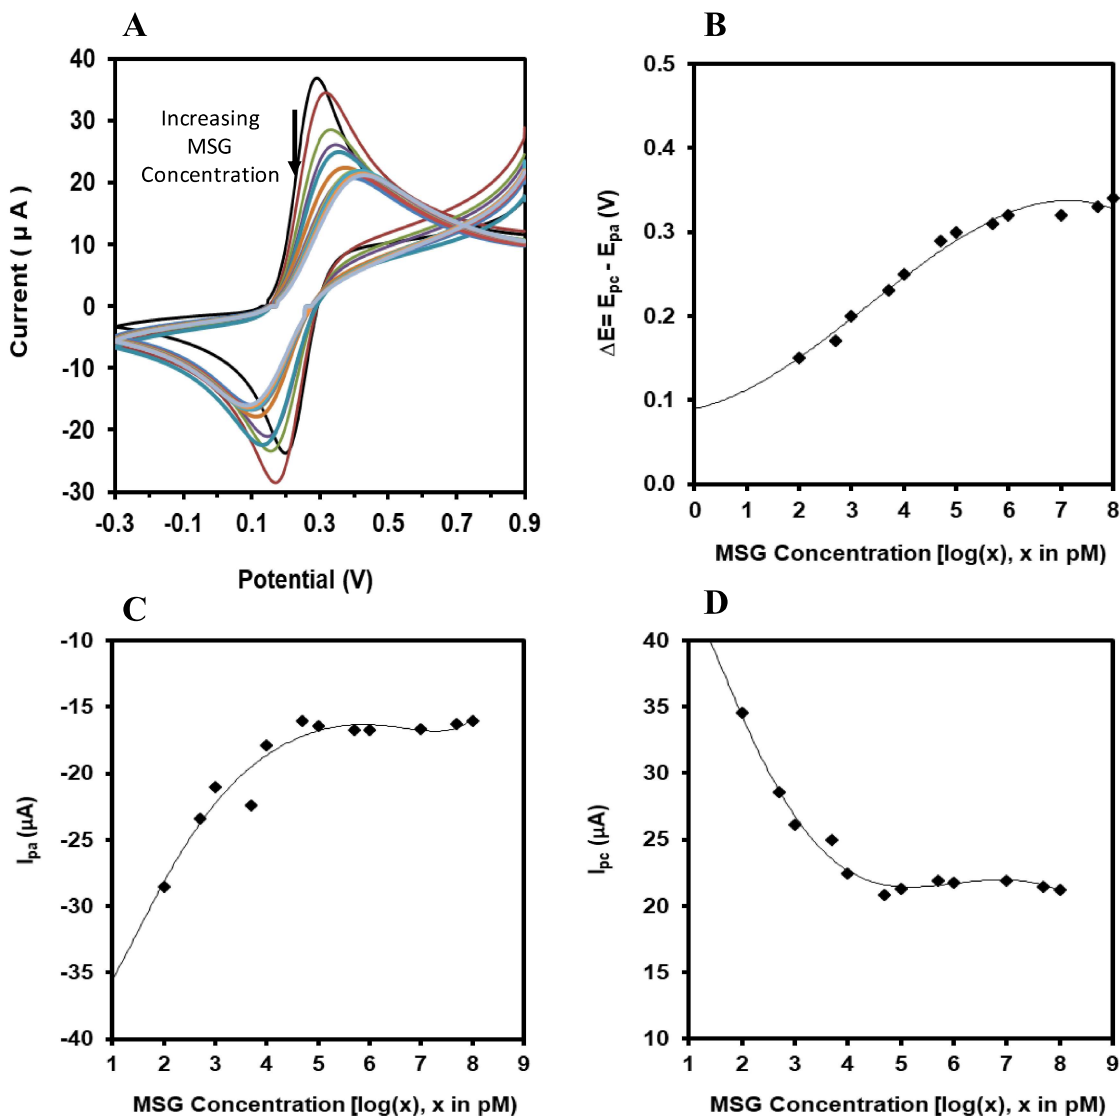 A
40
30
20
10
0
-10
-20
-30
Current ( µ A)
Increasing
MSG
Concentration
-0.3 -0.1 0.1 0.3 0.5 0.7 0.9
Potential (V)
B
0.5
0.4
0.3
0.2
0.1
0.0
ΔE= Epc - Epa (V)
0 1 2 3 4 5 6 7 8
MSG Concentration [log(x), x in pM)
C
-10
-15
-20
-25
-30
-35
-40
Ipa (µA)
1 2 3 4 5 6 7 8 9
MSG Concentration [log(x), x in pM)
D
40
35
30
25
20
15
10
Ipc (µA)
1 2 3 4 5 6 7 8 9
MSG Concentration [log(x), x in pM)